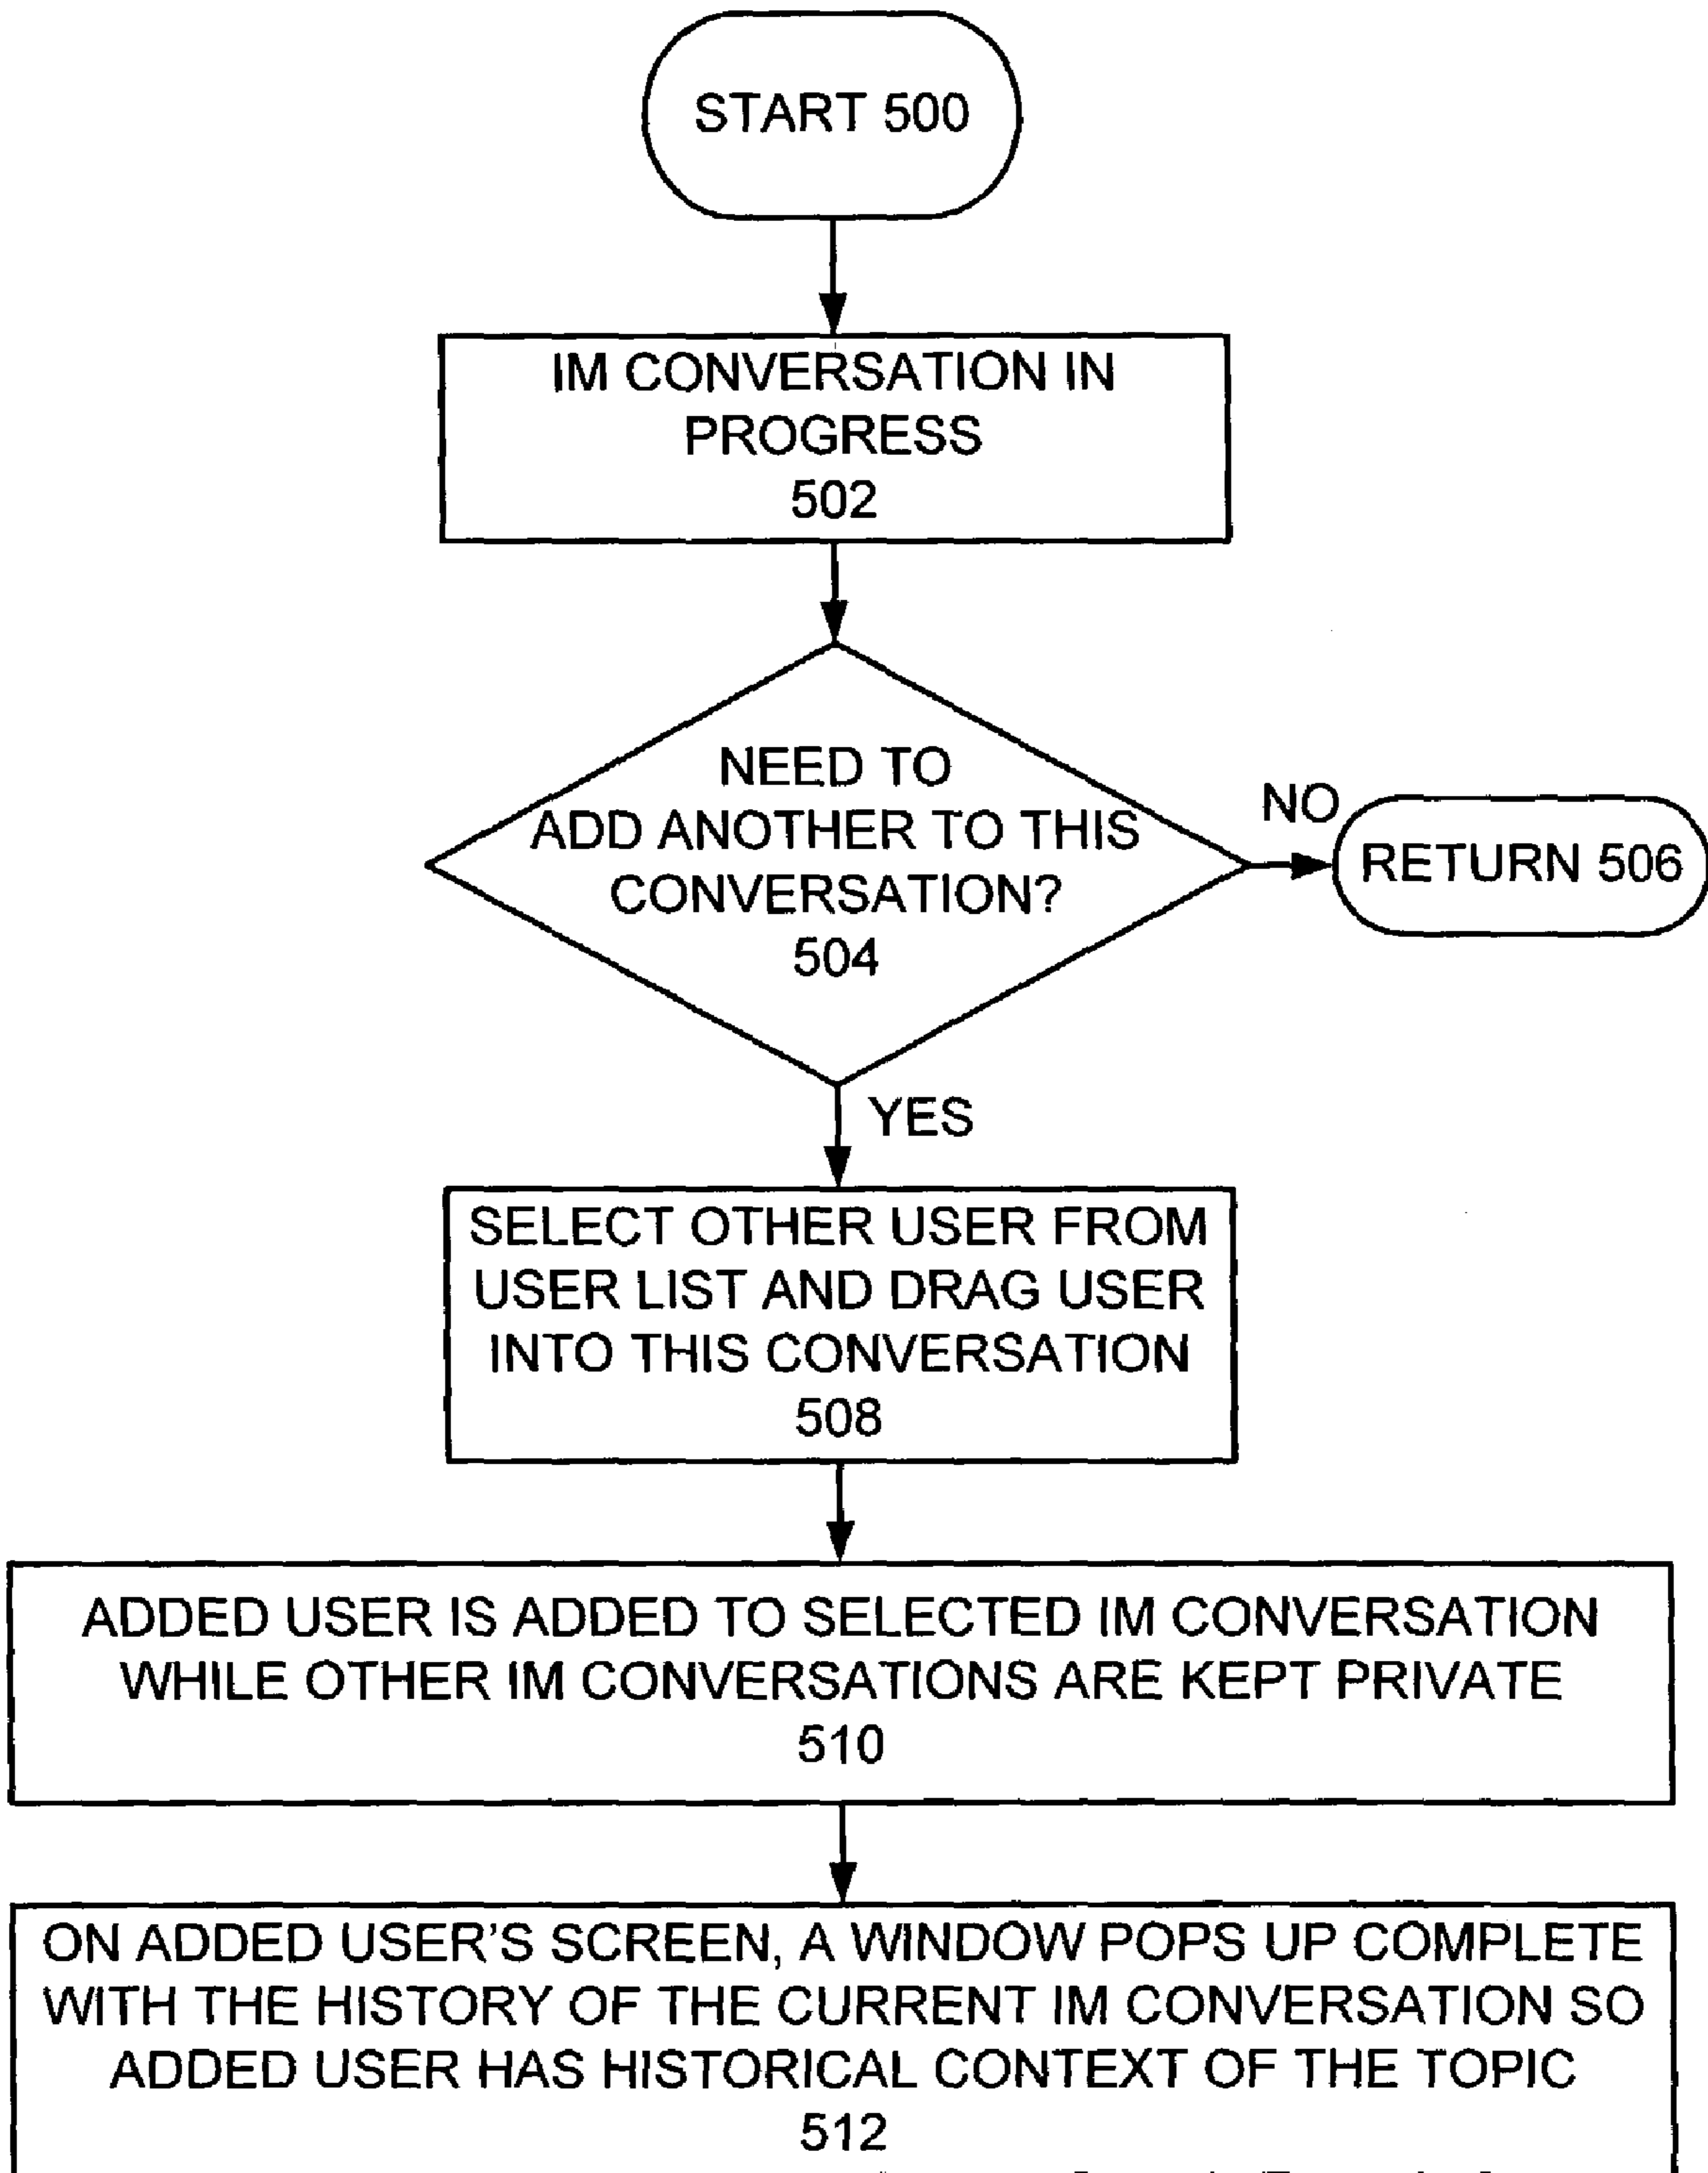 START 500
IM CONVERSATION IN
PROGRESS
502
NEED TO
ADD ANOTHER TO THIS
CONVERSATION?
504
NO
RETURN 506
YES
SELECT OTHER USER FROM
USER LIST AND DRAG USER
INTO THIS CONVERSATION
508
ADDED USER IS ADDED TO SELECTED IM CONVERSATION
WHILE OTHER IM CONVERSATIONS ARE KEPT PRIVATE
510
ON ADDED USER'S SCREEN, A WINDOW POPS UP COMPLETE
WITH THE HISTORY OF THE CURRENT IM CONVERSATION SO
ADDED USER HAS HISTORICAL CONTEXT OF THE TOPIC
512